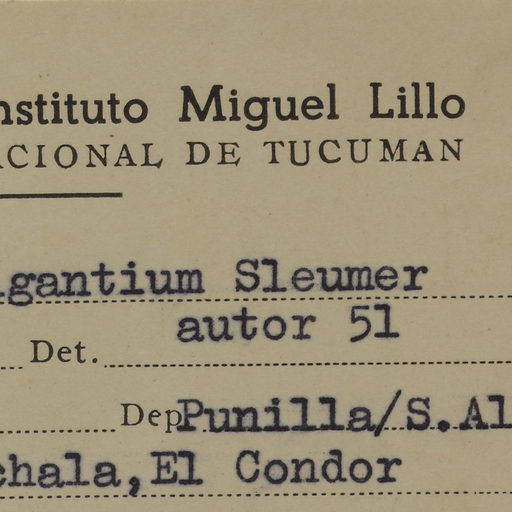 nstituto Miguel Lillo
ACIONAL DE TUCUMAN
gantium Sleumer
autor 51
Det.
Dep Punilla/S.Al
chala,El Condor